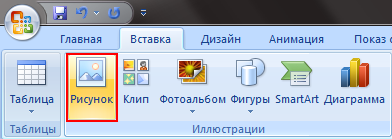 Главная Вставка Дизайн Анимация Показ с
Таблица Рисунок Клип Фотоальбом Фигуры SmartArt Диаграмма
Таблицы Иллюстрации